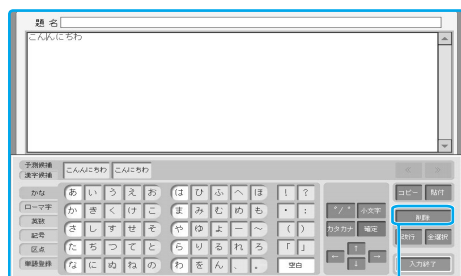 題 名
こんんにちわ
予測候補
漢字候補
こんんにちわ こんにちわ
かな あ い う え お は ひ ふ へ ほ ！ ？ コピー 貼付
ローマ字 か き く け こ ま み む め も ・ ： ゛/゜ 小文字 削除
英数 さ し す せ そ や ゆ よ ー ～ ( ) カタカナ 確定 改行 全選択
記号
区点 た ち つ て と ら り る れ ろ 「 」 ↑
単語登録 な に ぬ ね の わ を ん 、 。 空白 ← ↓ → 入力終了